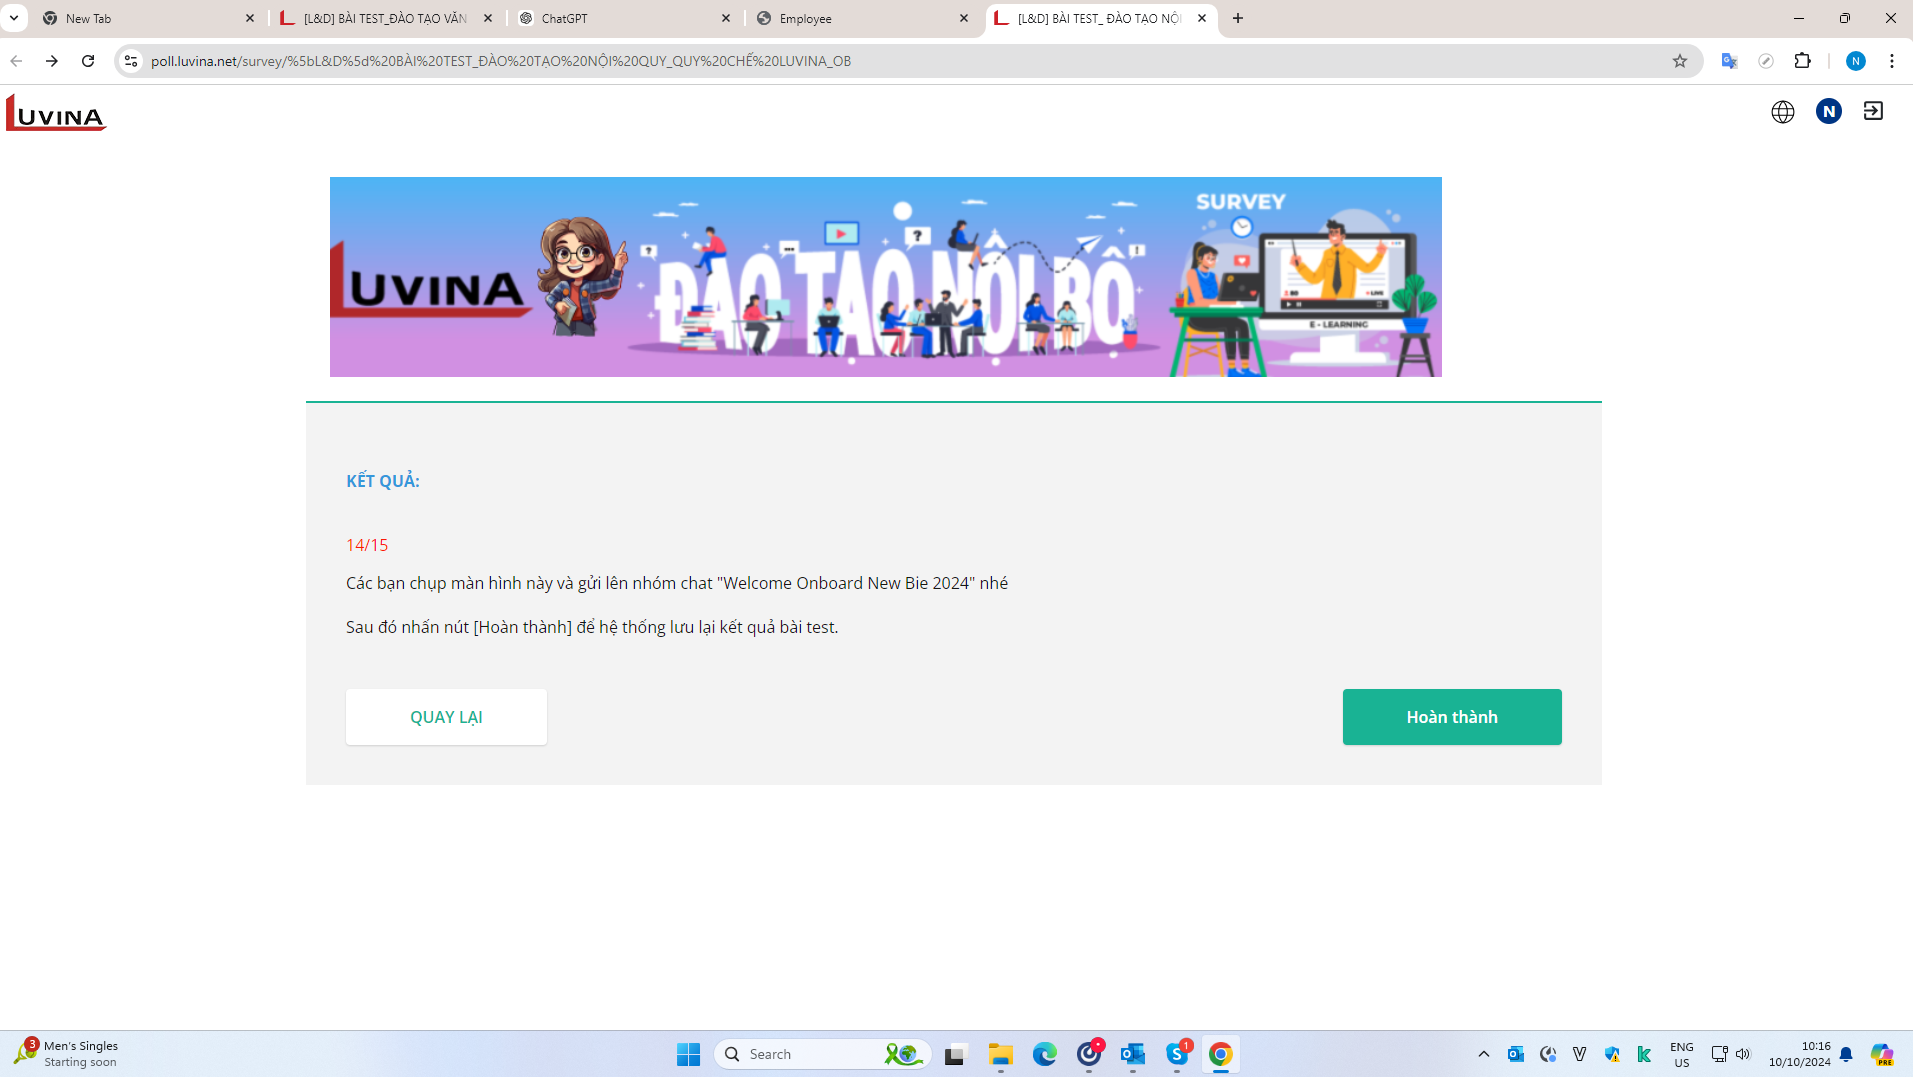 New Tab
[L&D] BÀI TEST_ĐÀO TẠO VĂN
ChatGPT
Employee
[L&D] BÀI TEST_ ĐÀO TẠO NỘI
poll.luvina.net/survey/%5bL&D%5d%20BÀI%20TEST_ĐÀO%20TẠO%20NỘI%20QUY_QUY%20CHẾ%20LUVINA_OB
N
LUVINA
N
SURVEY
LUVINA
ĐÀO TẠO NỘI BỘ
E - LEARNING
KẾT QUẢ:
14/15
Các bạn chụp màn hình này và gửi lên nhóm chat "Welcome Onboard New Bie 2024" nhé
Sau đó nhấn nút [Hoàn thành] để hệ thống lưu lại kết quả bài test.
QUAY LẠI
Hoàn thành
3
Men's Singles
Starting soon
Search
1
ENG
US
10:16
10/10/2024
PRE